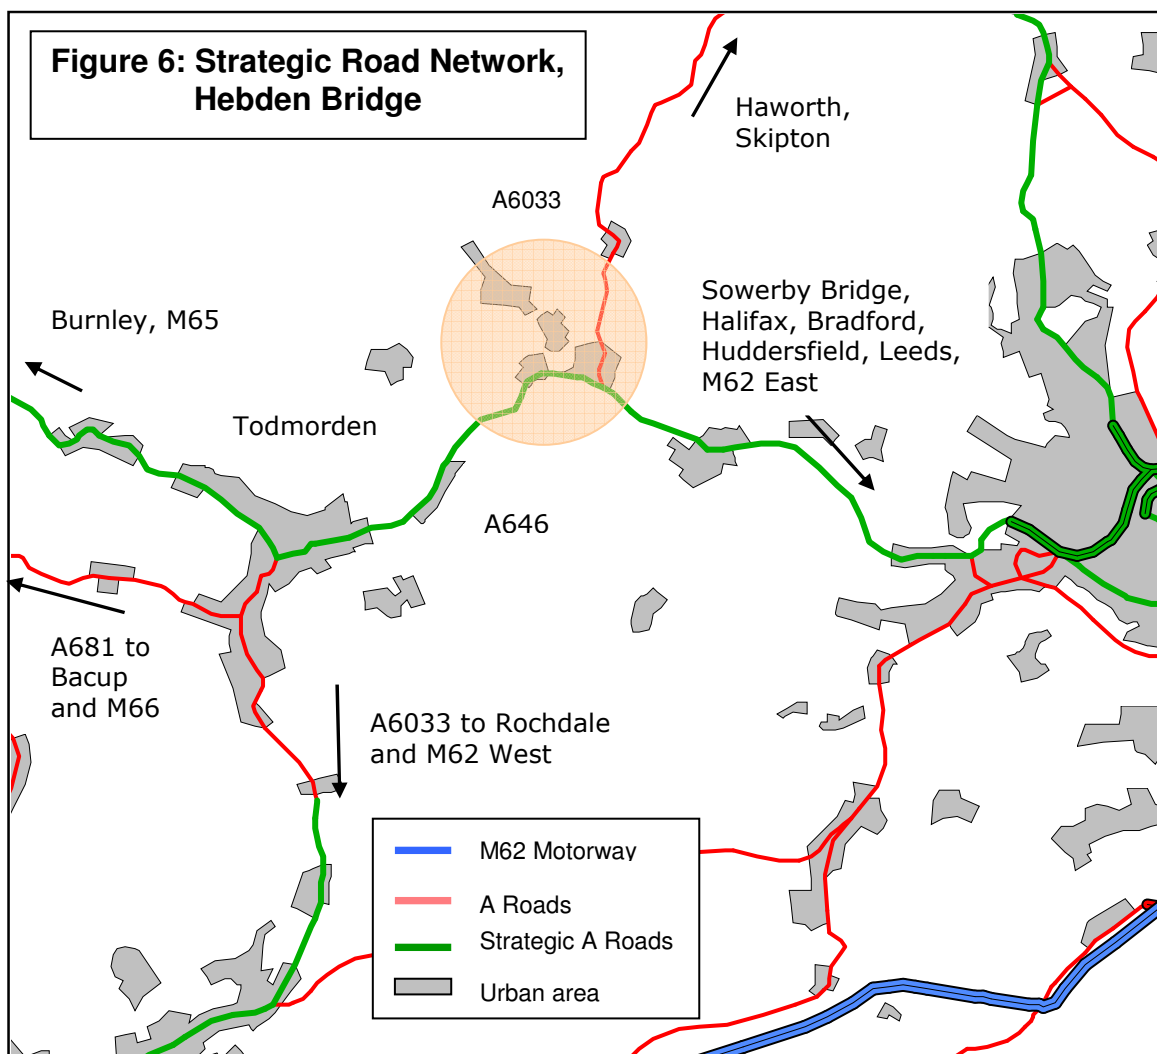 Figure 6: Strategic Road Network,
Hebden Bridge
Haworth,
Skipton
A6033
Sowerby Bridge,
Halifax, Bradford,
Huddersfield, Leeds,
M62 East
Burnley, M65
Todmorden
A646
A681 to
Bacup
and M66
A6033 to Rochdale
and M62 West
M62 Motorway
A Roads
Strategic A Roads
Urban area